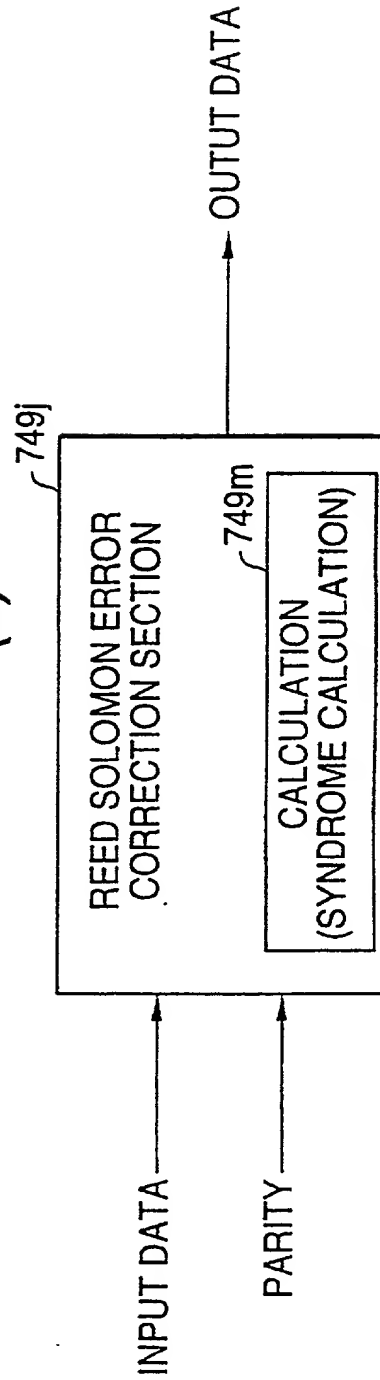 749j
REED SOLOMON ERROR
CORRECTION SECTION
749m
CALCULATION
(SYNDROME CALCULATION)
INPUT DATA
PARITY
OUTUT DATA